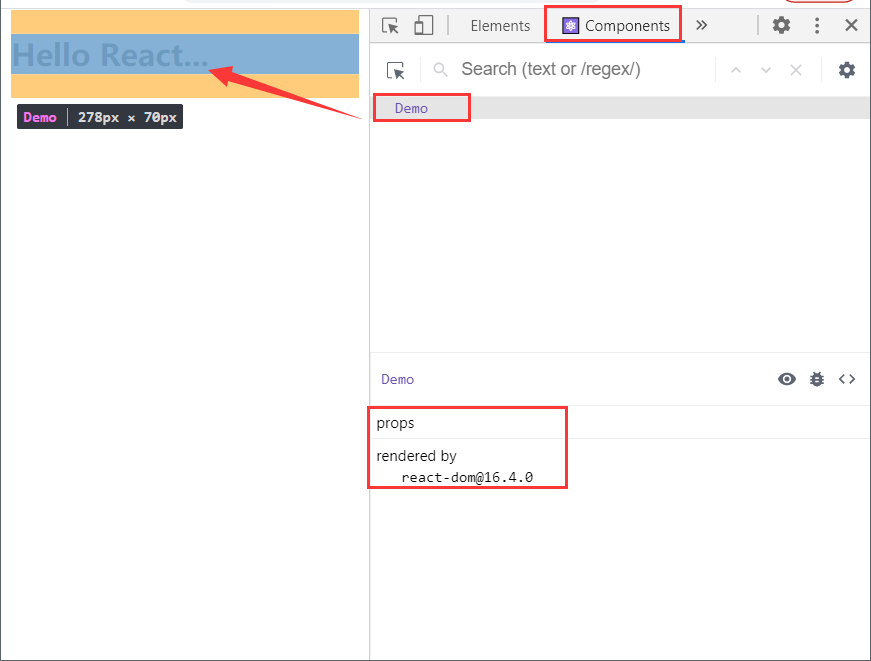 Elements
Components
Hello React...
Search (text or /regex/)
Demo
Demo | 278px × 70px
Demo
props
rendered by
react-dom@16.4.0